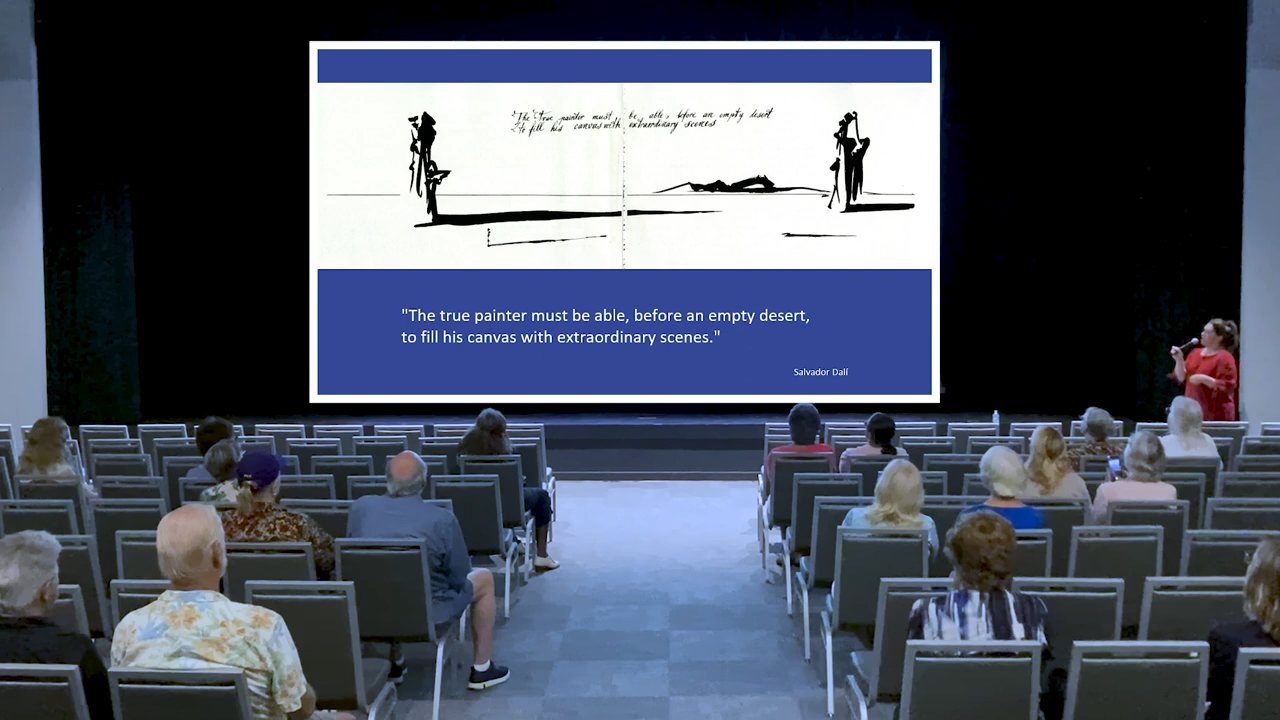 "The true painter must be able, before an empty desert
to fill his canvas with extraordinary scenes
"The true painter must be able, before an empty desert,
to fill his canvas with extraordinary scenes."
Salvador Dalí